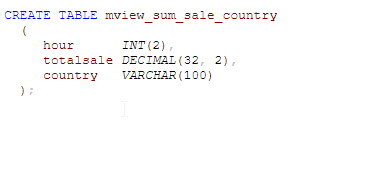 CREATE TABLE mview_sum_sale_country
(
hour INT(2),
totalsale DECIMAL(32, 2),
country VARCHAR(100)
);